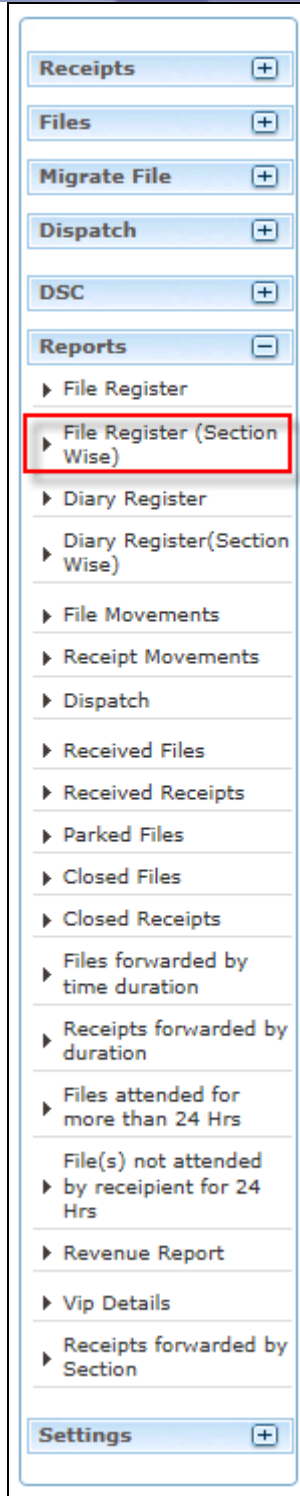 Receipts
Files
Migrate File
Dispatch
DSC
Reports
File Register
File Register (Section
Wise)
Diary Register
Diary Register(Section
Wise)
File Movements
Receipt Movements
Dispatch
Received Files
Received Receipts
Parked Files
Closed Files
Closed Receipts
Files forwarded by
time duration
Receipts forwarded by
duration
Files attended for
more than 24 Hrs
File(s) not attended
by receipient for 24
Hrs
Revenue Report
Vip Details
Receipts forwarded by
Section
Settings